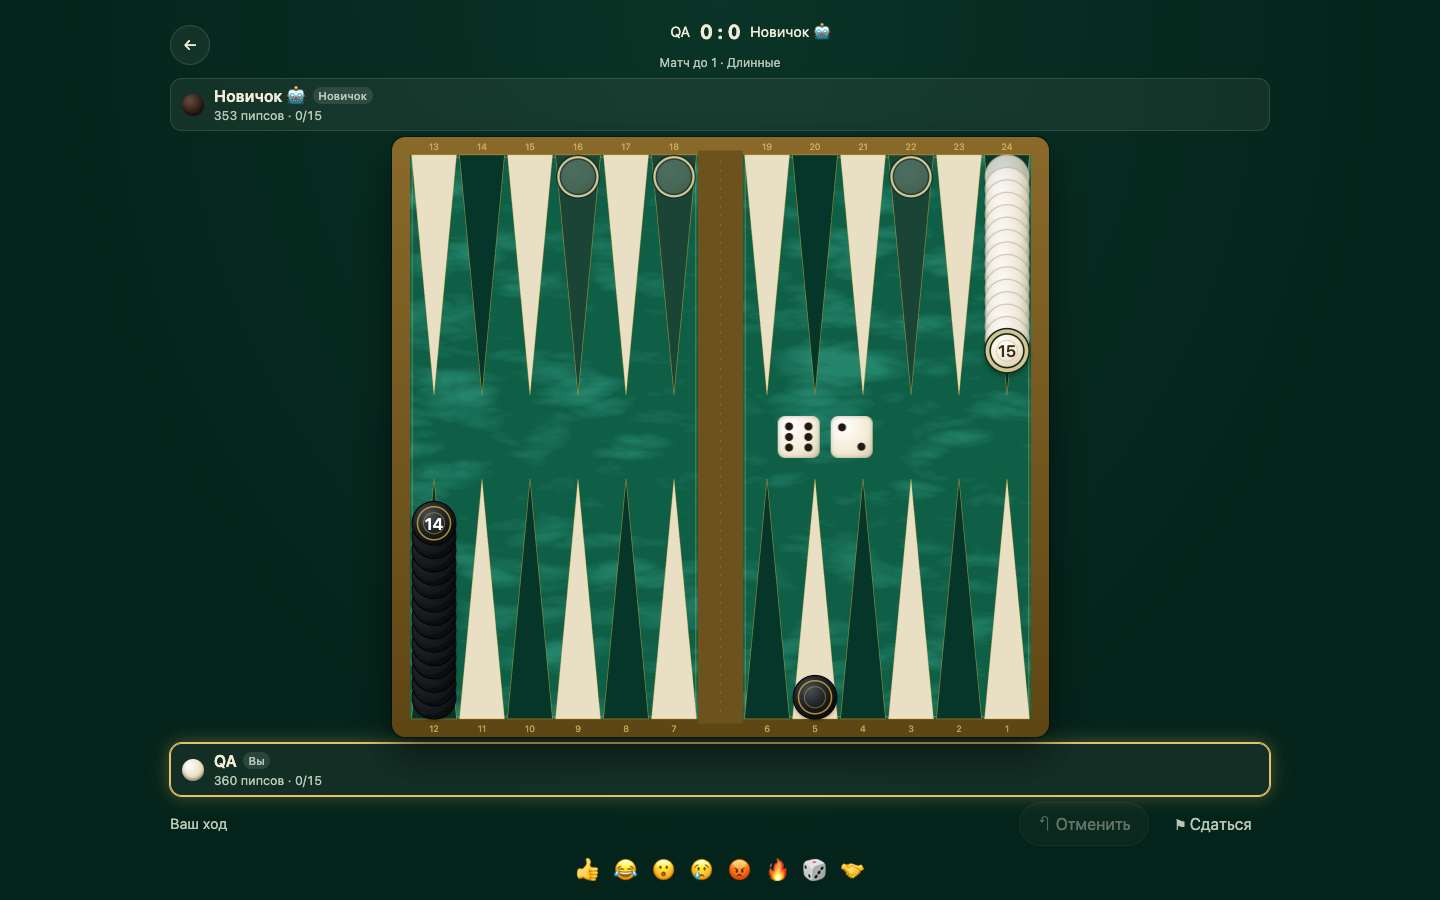 QA 0 : 0 Новичок
Матч до 1 · Длинные
Новичок Новичок
353 пипсов · 0/15
13 14 15 16 17 18 19 20 21 22 23 24
15
14
12 11 10 9 8 7 6 5 4 3 2 1
QA Вы
360 пипсов · 0/15
Ваш ход
Отменить
Сдаться